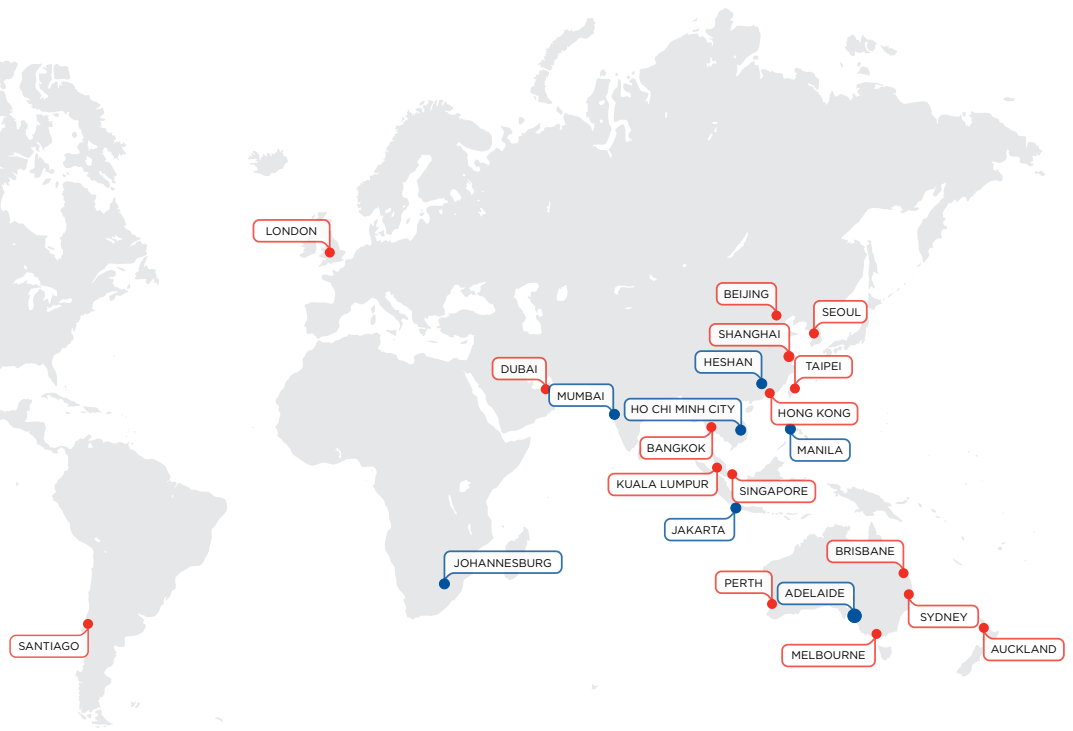 LONDON
BEIJING
SEOUL
SHANGHAI
HESHAN
TAIPEI
DUBAI
MUMBAI
HO CHI MINH CITY
HONG KONG
BANGKOK
MANILA
KUALA LUMPUR
SINGAPORE
JAKARTA
BRISBANE
JOHANNESBURG
PERTH
ADELAIDE
SYDNEY
SANTIAGO
MELBOURNE
AUCKLAND